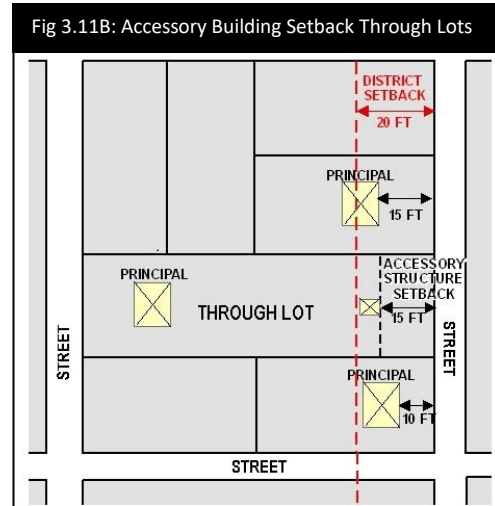 Fig 3.11B: Accessory Building Setback Through Lots
DISTRICT
SETBACK
20 FT
PRINCIPAL
15 FT
PRINCIPAL
ACCESSORY
STRUCTURE
SETBACK
15 FT
THROUGH LOT
STREET
STREET
PRINCIPAL
10 FT
STREET